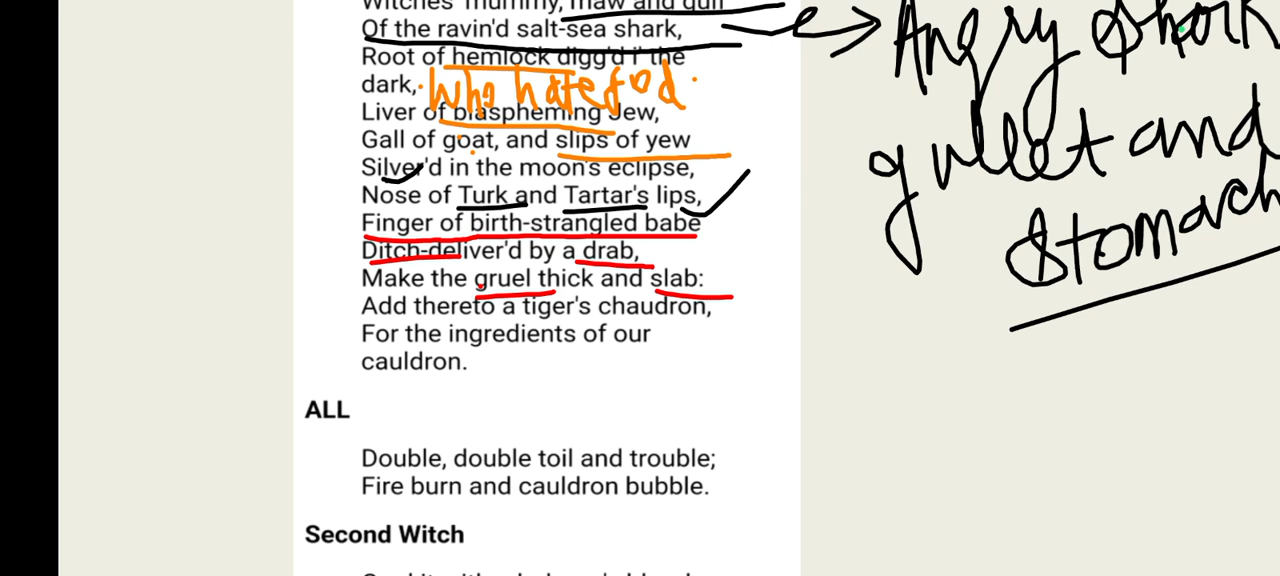 Witches' mummy, maw and gulf
Of the ravin'd salt-sea shark,
Root of hemlock digg'd i' the
dark,
who hate god
Liver of blaspheming Jew,
Gall of goat, and slips of yew
Silver'd in the moon's eclipse,
Nose of Turk and Tartar's lips,
Finger of birth-strangled babe
Ditch-deliver'd by a drab,
Make the gruel thick and slab:
Add thereto a tiger's chaudron,
For the ingredients of our
cauldron.
ALL
Double, double toil and trouble;
Fire burn and cauldron bubble.
Second Witch
Angry Shark
gullet and
Stomach